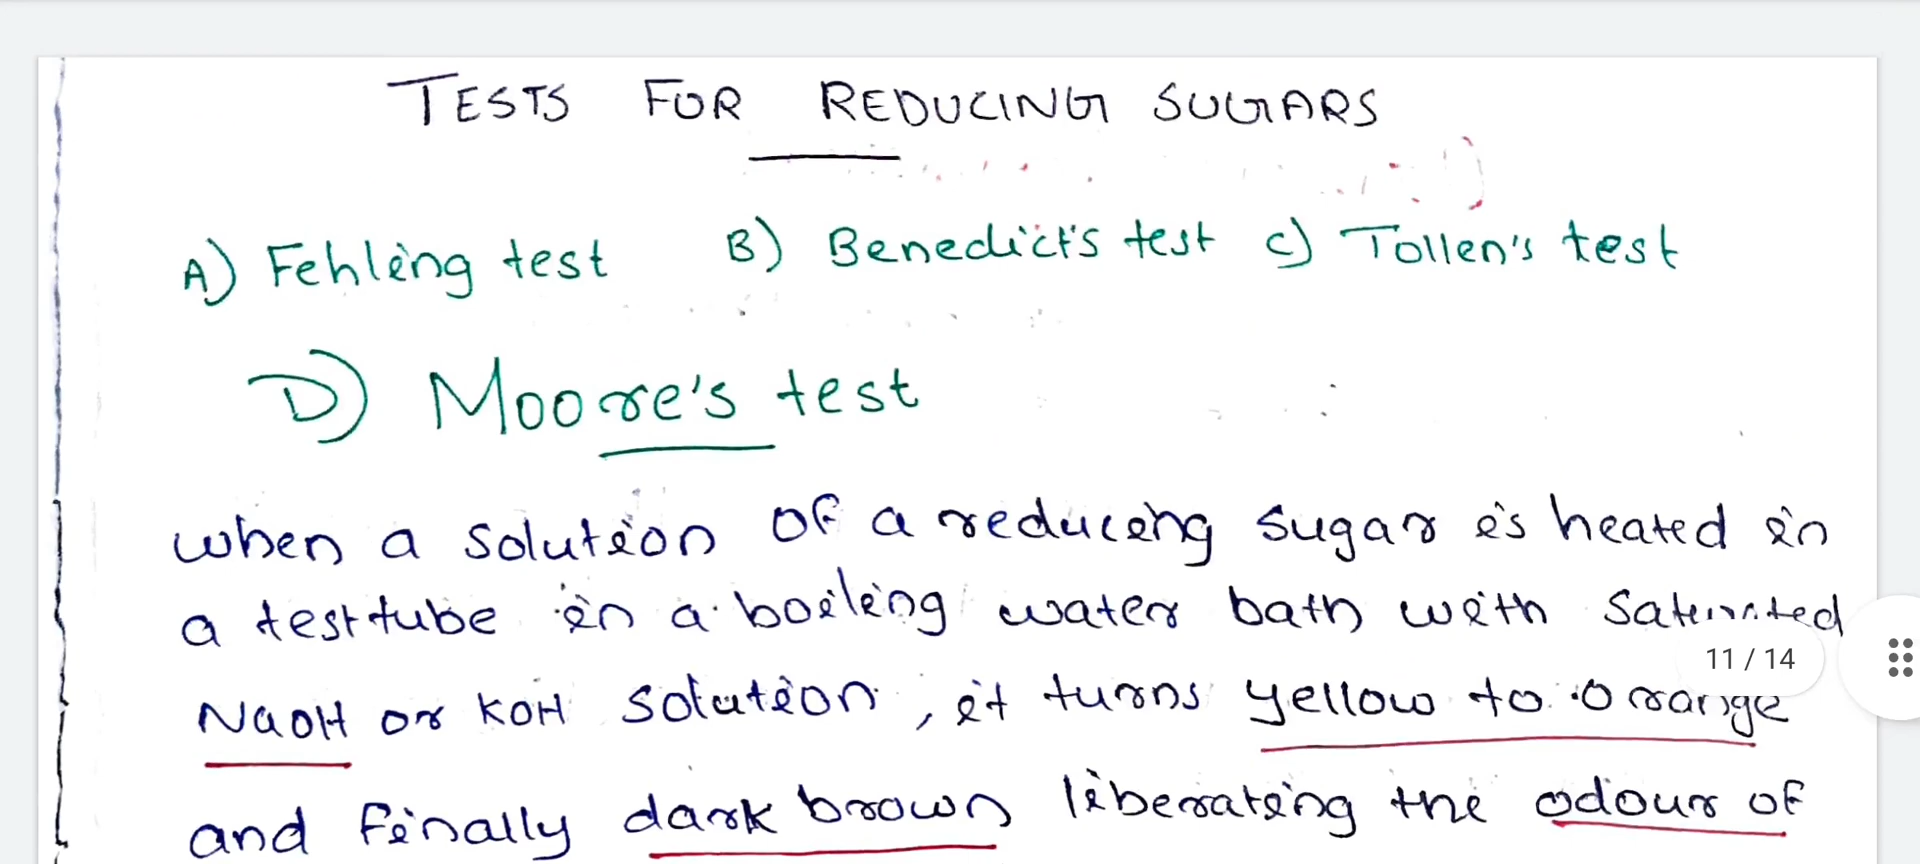 TESTS FOR REDUCING SUGARS
A) Fehling test B) Benedict's test C) Tollen's test
D) Moore's test
when a solution of a reducing sugar is heated in
a test tube in a boiling water bath with Saturated
11 / 14
NaOH or KOH solution, it turns yellow to orange
and finally dark brown liberating the odour of